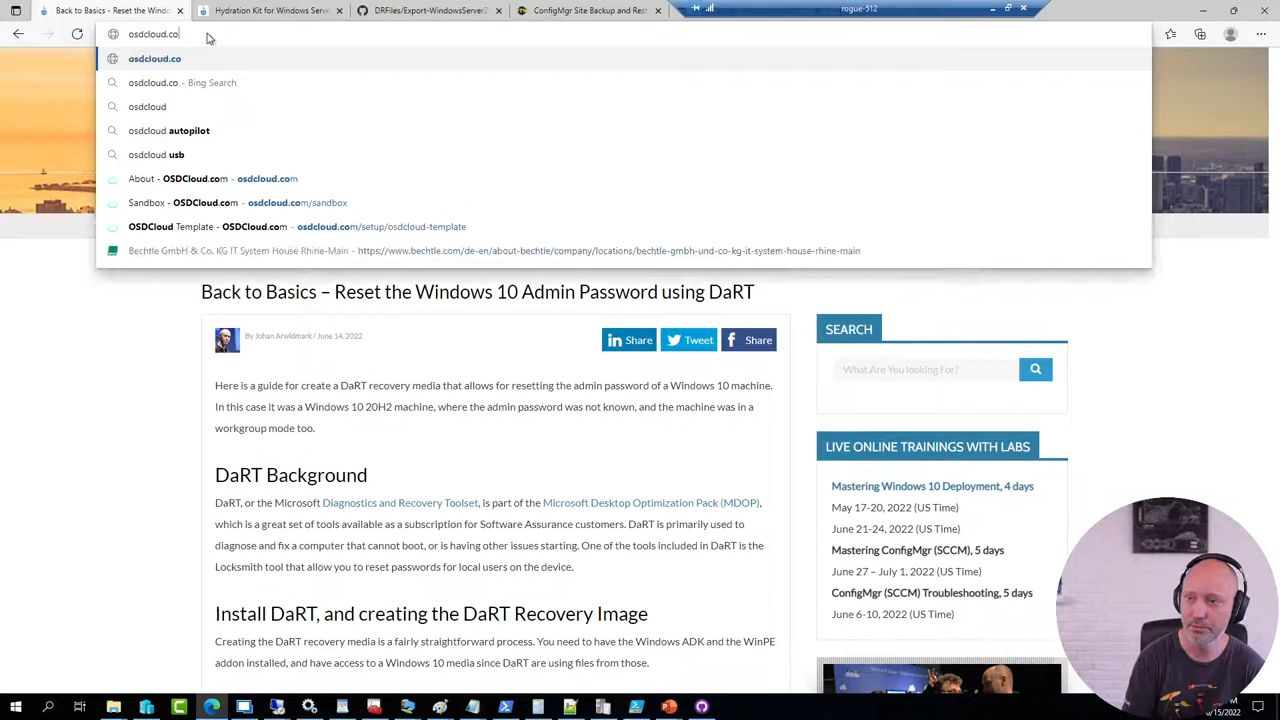 Back to Basics - Reset the Windo
Hydration Kit for Windows Serve
DRFiles/Export-WindowsServer2
ConfigMgr Site Backup and Rest
rogue-512
osdcloud.co
osdcloud.co
osdcloud.co - Bing Search
osdcloud
osdcloud autopilot
osdcloud usb
About - OSDCloud.com - osdcloud.com
Sandbox - OSDCloud.com - osdcloud.com/sandbox
OSDCloud Template - OSDCloud.com - osdcloud.com/setup/osdcloud-template
Bechtle GmbH & Co. KG IT System House Rhine-Main - https://www.bechtle.com/de-en/about-bechtle/company/locations/bechtle-gmbh-und-co-kg-it-system-house-rhine-main
Back to Basics – Reset the Windows 10 Admin Password using DaRT
By Johan Arwidmark / June 14, 2022
Share
Tweet
Share
Here is a guide for create a DaRT recovery media that allows for resetting the admin password of a Windows 10 machine.
In this case it was a Windows 10 20H2 machine, where the admin password was not known, and the machine was in a
workgroup mode too.
DaRT Background
DaRT, or the Microsoft Diagnostics and Recovery Toolset, is part of the Microsoft Desktop Optimization Pack (MDOP),
which is a great set of tools available as a subscription for Software Assurance customers. DaRT is primarily used to
diagnose and fix a computer that cannot boot, or is having other issues starting. One of the tools included in DaRT is the
Locksmith tool that allow you to reset passwords for local users on the device.
Install DaRT, and creating the DaRT Recovery Image
Creating the DaRT recovery media is a fairly straightforward process. You need to have the Windows ADK and the WinPE
addon installed, and have access to a Windows 10 media since DaRT are using files from those.
SEARCH
What Are You looking For?
LIVE ONLINE TRAININGS WITH LABS
Mastering Windows 10 Deployment, 4 days
May 17-20, 2022 (US Time)
June 21-24, 2022 (US Time)
Mastering ConfigMgr (SCCM), 5 days
June 27 – July 1, 2022 (US Time)
ConfigMgr (SCCM) Troubleshooting, 5 days
June 6-10, 2022 (US Time)
/15/2022